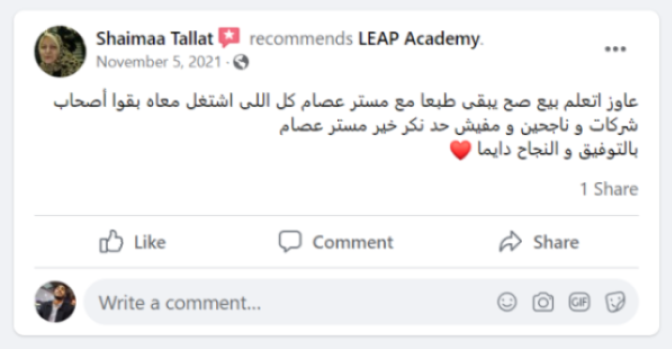 Shaimaa Tallat recommends LEAP Academy.
November 5, 2021 ·
عاوز اتعلم بيع صح يبقى طبعا مع مستر عصام كل اللى اشتغل معاه بقوا أصحاب
شركات و ناجحين و مفيش حد نكر خير مستر عصام
بالتوفيق و النجاح دايما ❤️
1 Share
Like Comment Share
Write a comment...
GIF